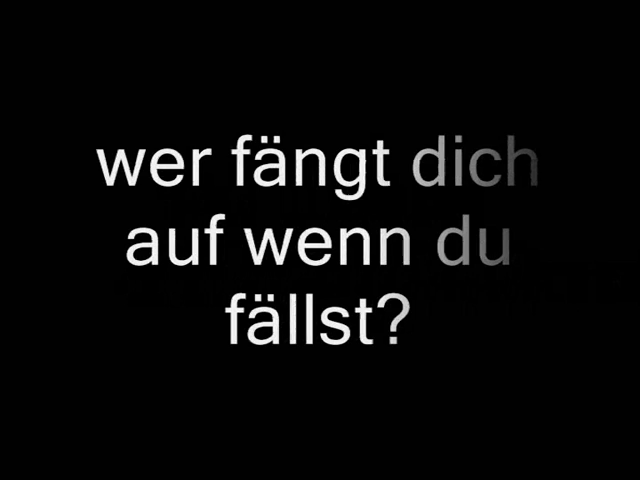 wer fängt dich
auf wenn du
fällst?